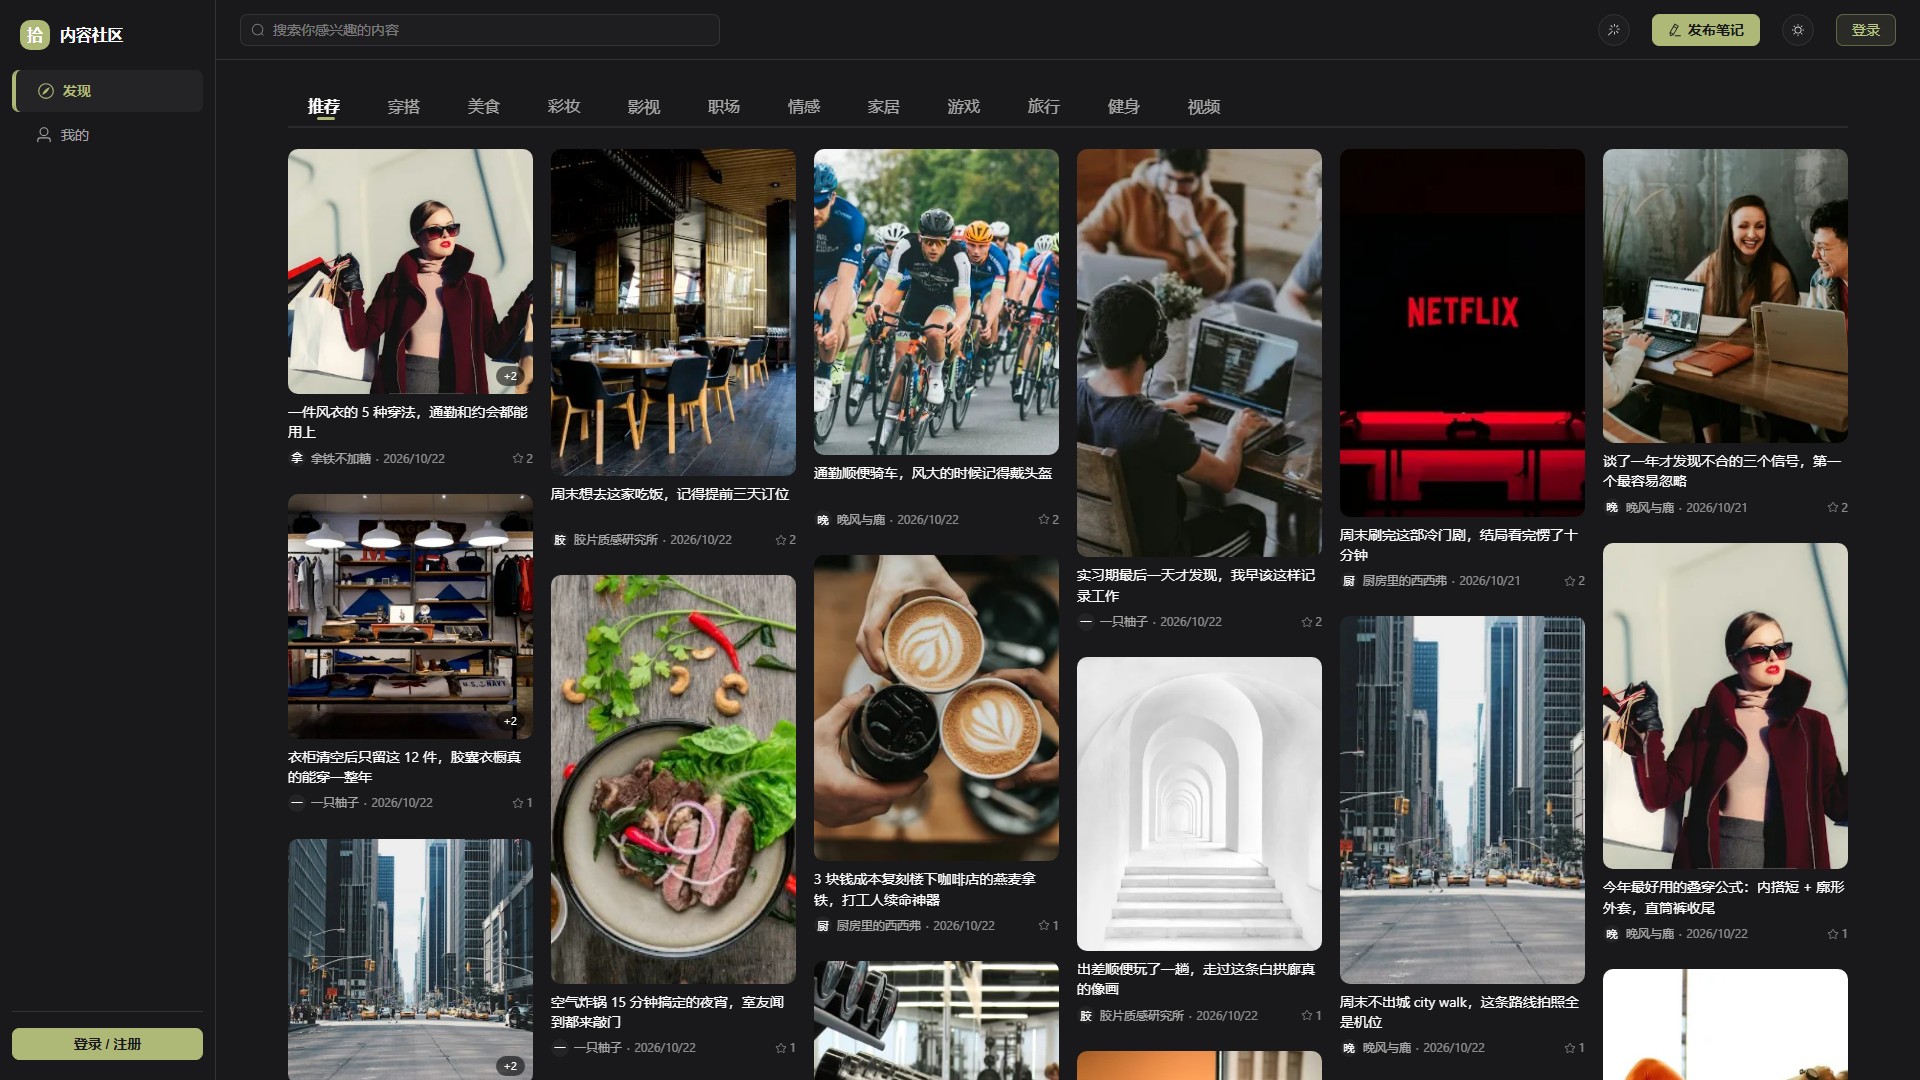 拾 内容社区
搜索你感兴趣的内容
发布笔记
登录
发现
我的
登录 / 注册
推荐 穿搭 美食 彩妆 影视 职场 情感 家居 游戏 旅行 健身 视频
+2
一件风衣的 5 种穿法，通勤和约会都能
用上
拿 拿铁不加糖 · 2026/10/22 2
U.S. NAVY
+2
衣柜清空后只留这 12 件，胶囊衣橱真
的能穿一整年
一 一只柚子 · 2026/10/22 1
+2
周末想去这家吃饭，记得提前三天订位
胶 胶片质感研究所 · 2026/10/22 2
空气炸锅 15 分钟搞定的夜宵，室友闻
到都来敲门
一 一只柚子 · 2026/10/22 1
通勤顺便骑车，风大的时候记得戴头盔
晚 晚风与鹿 · 2026/10/22 2
3 块钱成本复刻楼下咖啡店的燕麦拿
铁，打工人续命神器
厨 厨房里的西西弗 · 2026/10/22 1
实习期最后一天才发现，我早该这样记
录工作
一 一只柚子 · 2026/10/22 2
出差顺便玩了一趟，走过这条白拱廊真
的像画
胶 胶片质感研究所 · 2026/10/22 1
NETFLIX
周末刷完这部冷门剧，结局看完愣了十
分钟
厨 厨房里的西西弗 · 2026/10/21 2
周末不出城 city walk，这条路线拍照全
是机位
晚 晚风与鹿 · 2026/10/22 1
谈了一年才发现不合的三个信号，第一
个最容易忽略
晚 晚风与鹿 · 2026/10/21 2
今年最好用的叠穿公式：内搭短 + 廓形
外套，直筒裤收尾
晚 晚风与鹿 · 2026/10/22 1